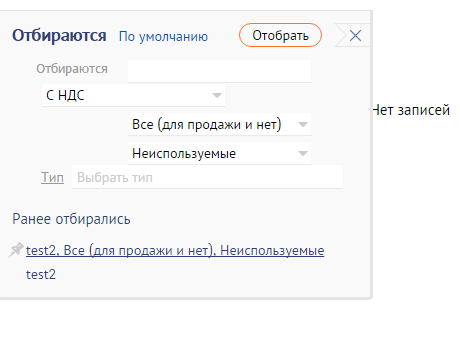 Отбираются По умолчанию Отобрать
Отбираются
С НДС
Нет записей
Все (для продажи и нет)
Неиспользуемые
Тип Выбрать тип
Ранее отбирались
test2, Все (для продажи и нет), Неиспользуемые
test2